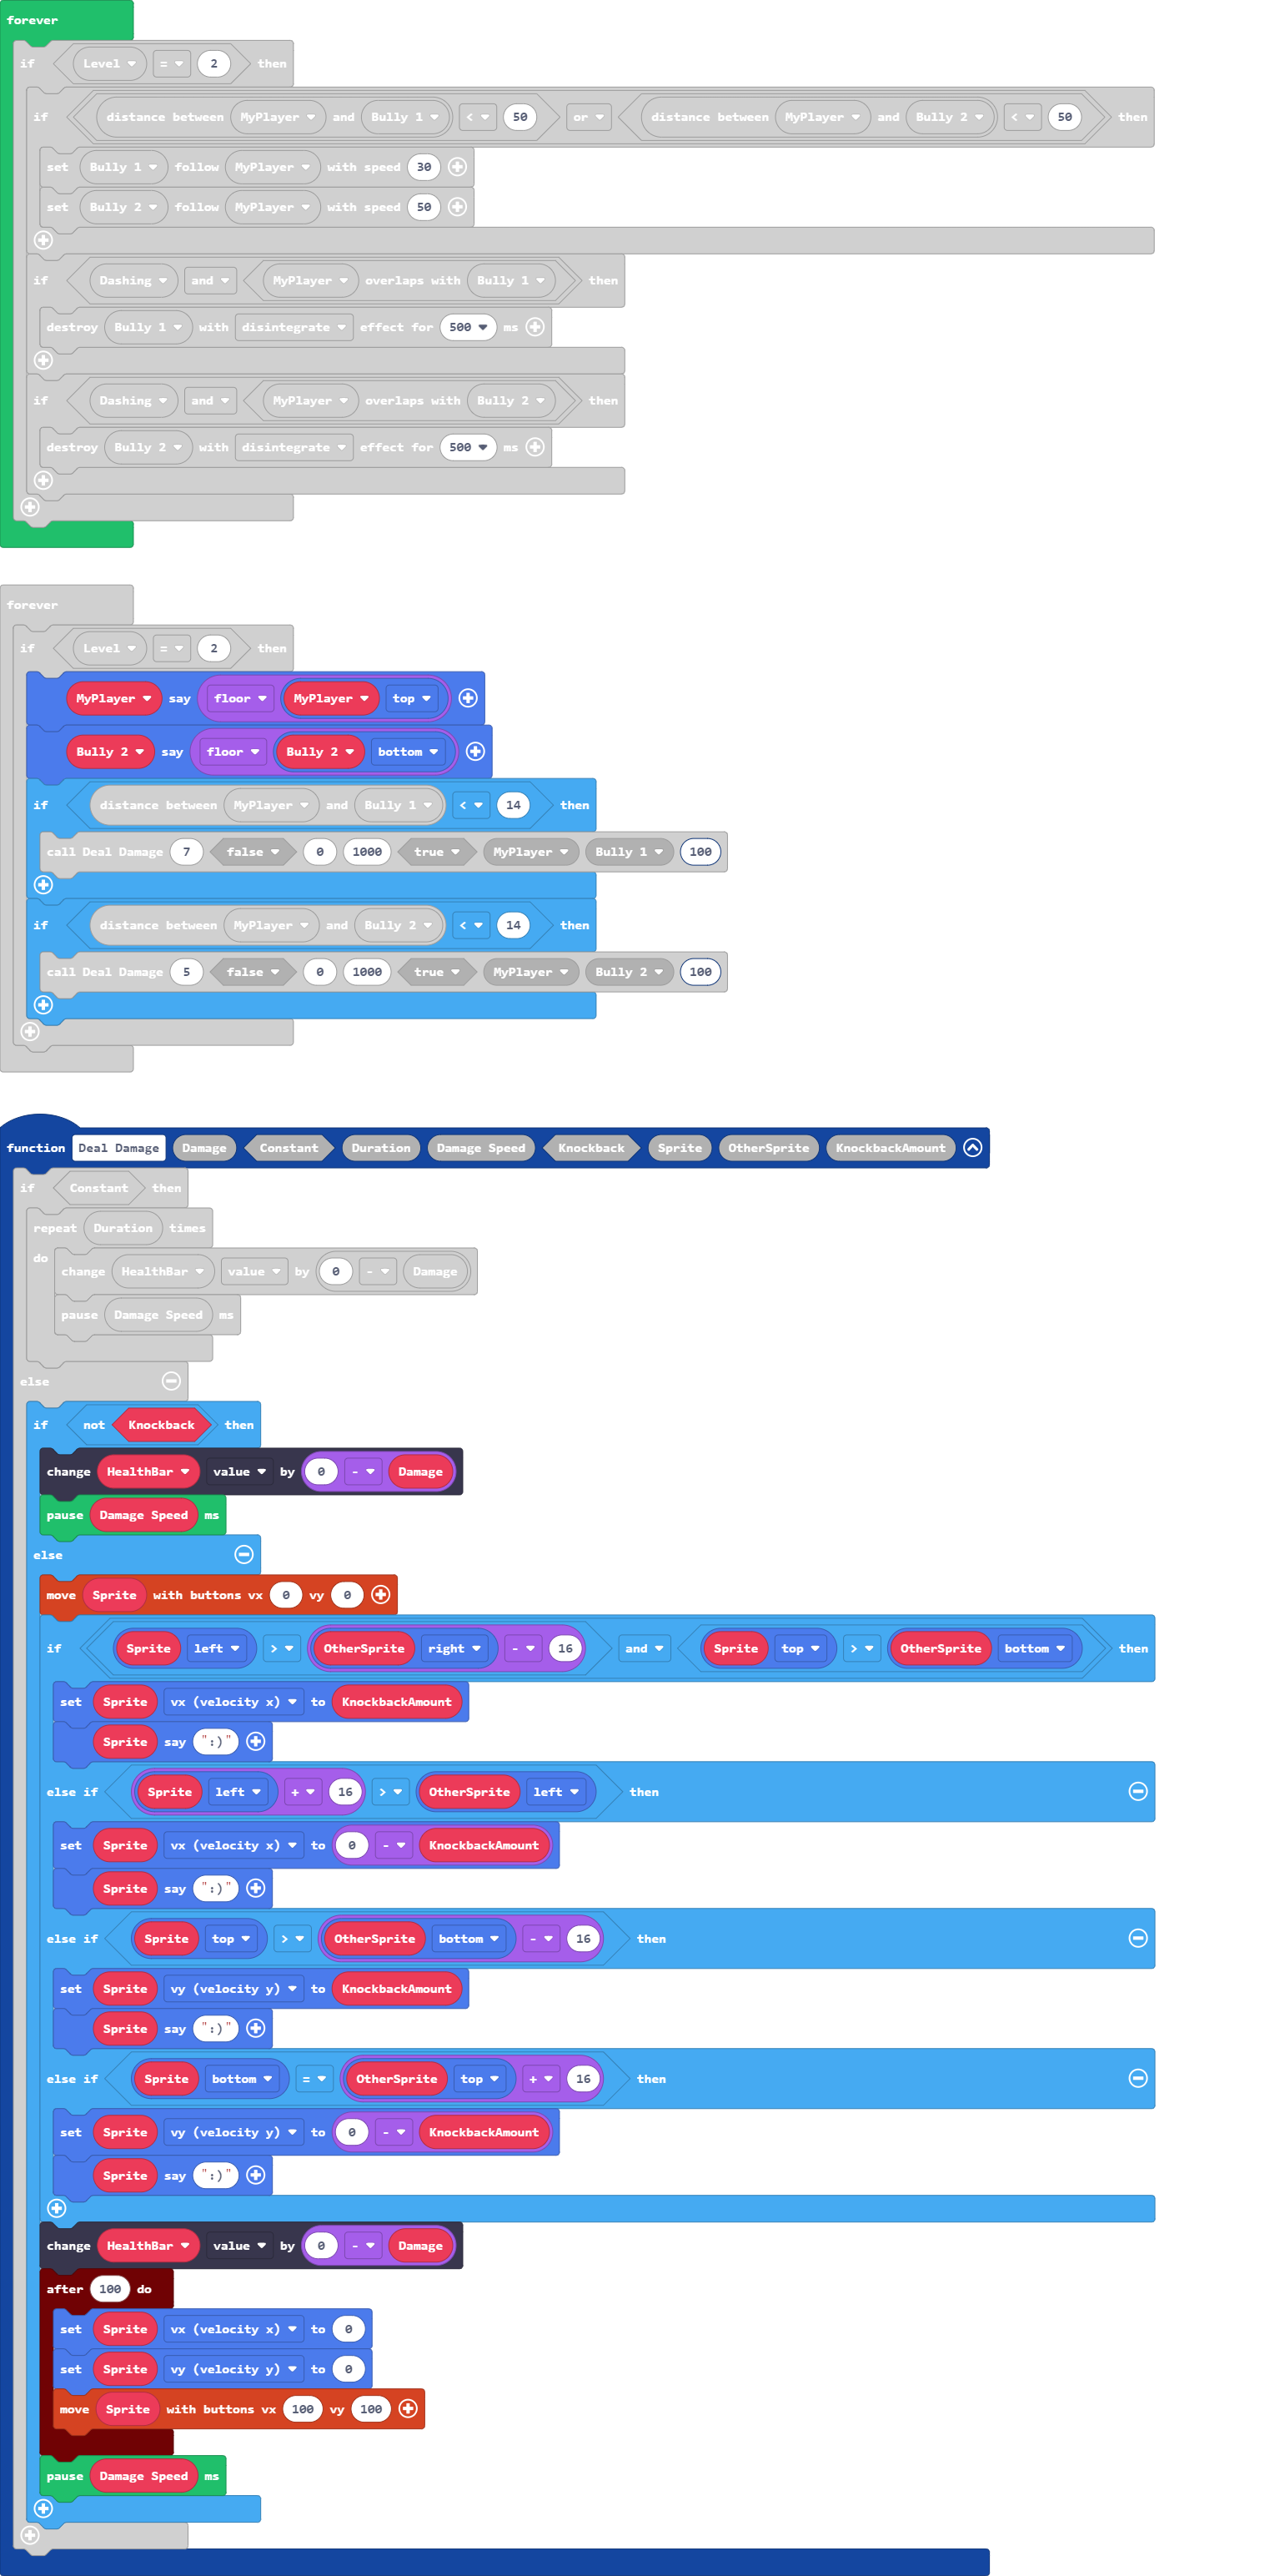 forever
if Level = 2 then
if distance between MyPlayer and Bully 1 < 50 or distance between MyPlayer and Bully 2 < 50 then
set Bully 1 follow MyPlayer with speed 30
set Bully 2 follow MyPlayer with speed 50
if Dashing and MyPlayer overlaps with Bully 1 then
destroy Bully 1 with disintegrate effect for 500 ms
if Dashing and MyPlayer overlaps with Bully 2 then
destroy Bully 2 with disintegrate effect for 500 ms
forever
if Level = 2 then
MyPlayer say floor MyPlayer top
Bully 2 say floor Bully 2 bottom
if distance between MyPlayer and Bully 1 < 14 then
call Deal Damage 7 false 0 1000 true MyPlayer Bully 1 100
if distance between MyPlayer and Bully 2 < 14 then
call Deal Damage 5 false 0 1000 true MyPlayer Bully 2 100
function Deal Damage Damage Constant Duration Damage Speed Knockback Sprite OtherSprite KnockbackAmount
if Constant then
repeat Duration times
do
change HealthBar value by 0 - Damage
pause Damage Speed ms
else
if not Knockback then
change HealthBar value by 0 - Damage
pause Damage Speed ms
else
move Sprite with buttons vx 0 vy 0
if Sprite left > OtherSprite right - 16 and Sprite top > OtherSprite bottom then
set Sprite vx (velocity x) to KnockbackAmount
Sprite say ":)"
else if Sprite left + 16 > OtherSprite left then
set Sprite vx (velocity x) to 0 - KnockbackAmount
Sprite say ":)"
else if Sprite top > OtherSprite bottom - 16 then
set Sprite vy (velocity y) to KnockbackAmount
Sprite say ":)"
else if Sprite bottom = OtherSprite top + 16 then
set Sprite vy (velocity y) to 0 - KnockbackAmount
Sprite say ":)"
change HealthBar value by 0 - Damage
after 100 do
set Sprite vx (velocity x) to 0
set Sprite vy (velocity y) to 0
move Sprite with buttons vx 100 vy 100
pause Damage Speed ms